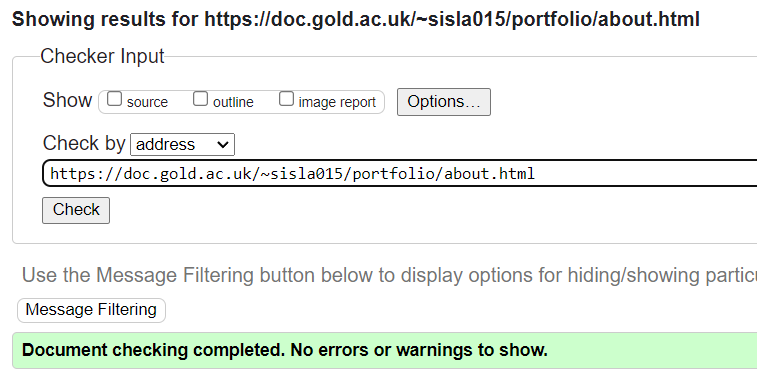 Showing results for https://doc.gold.ac.uk/~sisla015/portfolio/about.html
Checker Input
Show source outline image report Options...
Check by address
https://doc.gold.ac.uk/~sisla015/portfolio/about.html
Check
Use the Message Filtering button below to display options for hiding/showing
Message Filtering
Document checking completed. No errors or warnings to show.